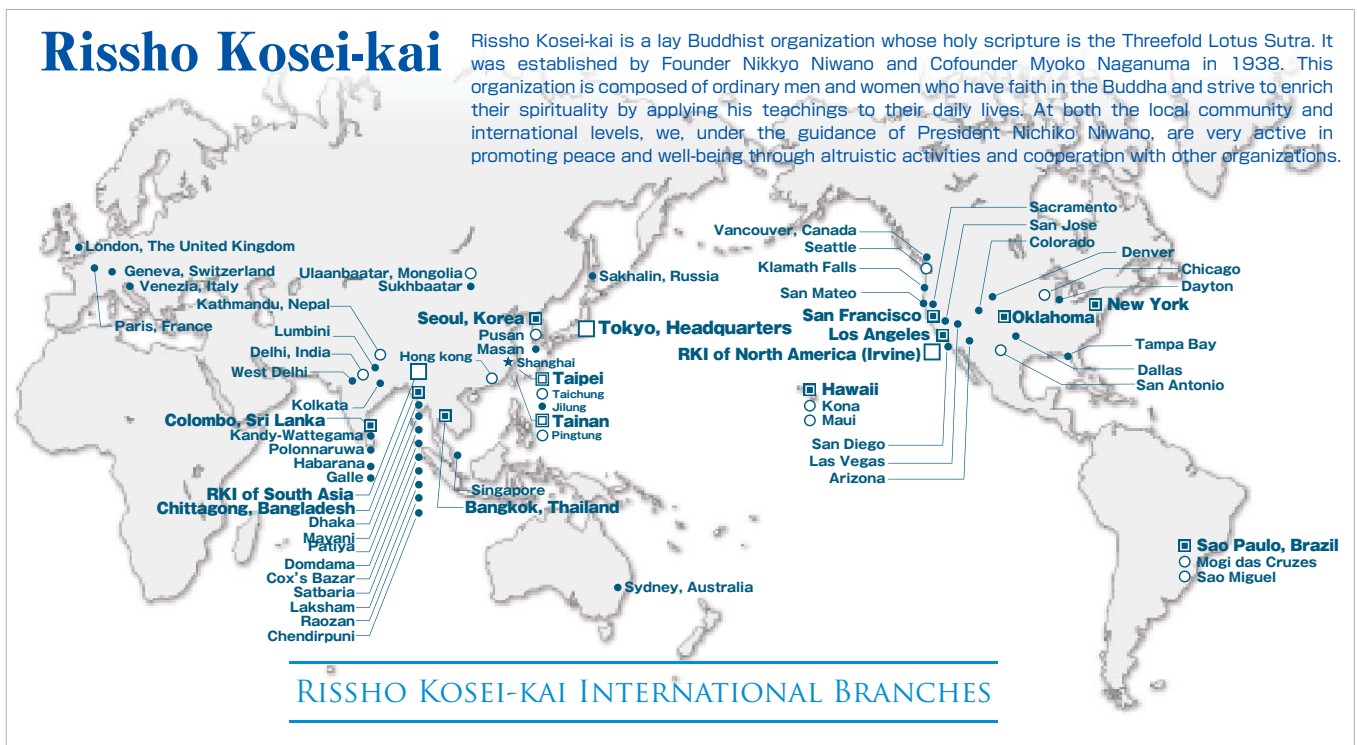 Rissho Kosei-kai
Rissho Kosei-kai is a lay Buddhist organization whose holy scripture is the Threefold Lotus Sutra. It
was established by Founder Nikkyo Niwano and Cofounder Myoko Naganuma in 1938. This
organization is composed of ordinary men and women who have faith in the Buddha and strive to enrich
their spirituality by applying his teachings to their daily lives. At both the local community and
international levels, we, under the guidance of President Nichiko Niwano, are very active in
promoting peace and well-being through altruistic activities and cooperation with other organizations.
London, The United Kingdom
Geneva, Switzerland
Venezia, Italy
Paris, France
Ulaanbaatar, Mongolia
Sukhbaatar
Kathmandu, Nepal
Lumbini
Delhi, India
West Delhi
Kolkata
Colombo, Sri Lanka
Kandy-Wattegama
Polonnaruwa
Habarana
Galle
RKI of South Asia
Chittagong, Bangladesh
Dhaka
Mayani
Patiya
Domdama
Cox's Bazar
Satbaria
Laksham
Raozan
Chendirpuni
Sakhalin, Russia
Seoul, Korea
Pusan
Masan
Tokyo, Headquarters
Hong kong
Shanghai
Taipei
Taichung
Jilung
Tainan
Pingtung
Singapore
Bangkok, Thailand
Sydney, Australia
Vancouver, Canada
Seattle
Klamath Falls
San Mateo
San Francisco
Los Angeles
RKI of North America (Irvine)
Hawaii
Kona
Maui
San Diego
Las Vegas
Arizona
Sacramento
San Jose
Colorado
Denver
Chicago
Dayton
New York
Oklahoma
Tampa Bay
Dallas
San Antonio
Sao Paulo, Brazil
Mogi das Cruzes
Sao Miguel
Rissho Kosei-kai International Branches